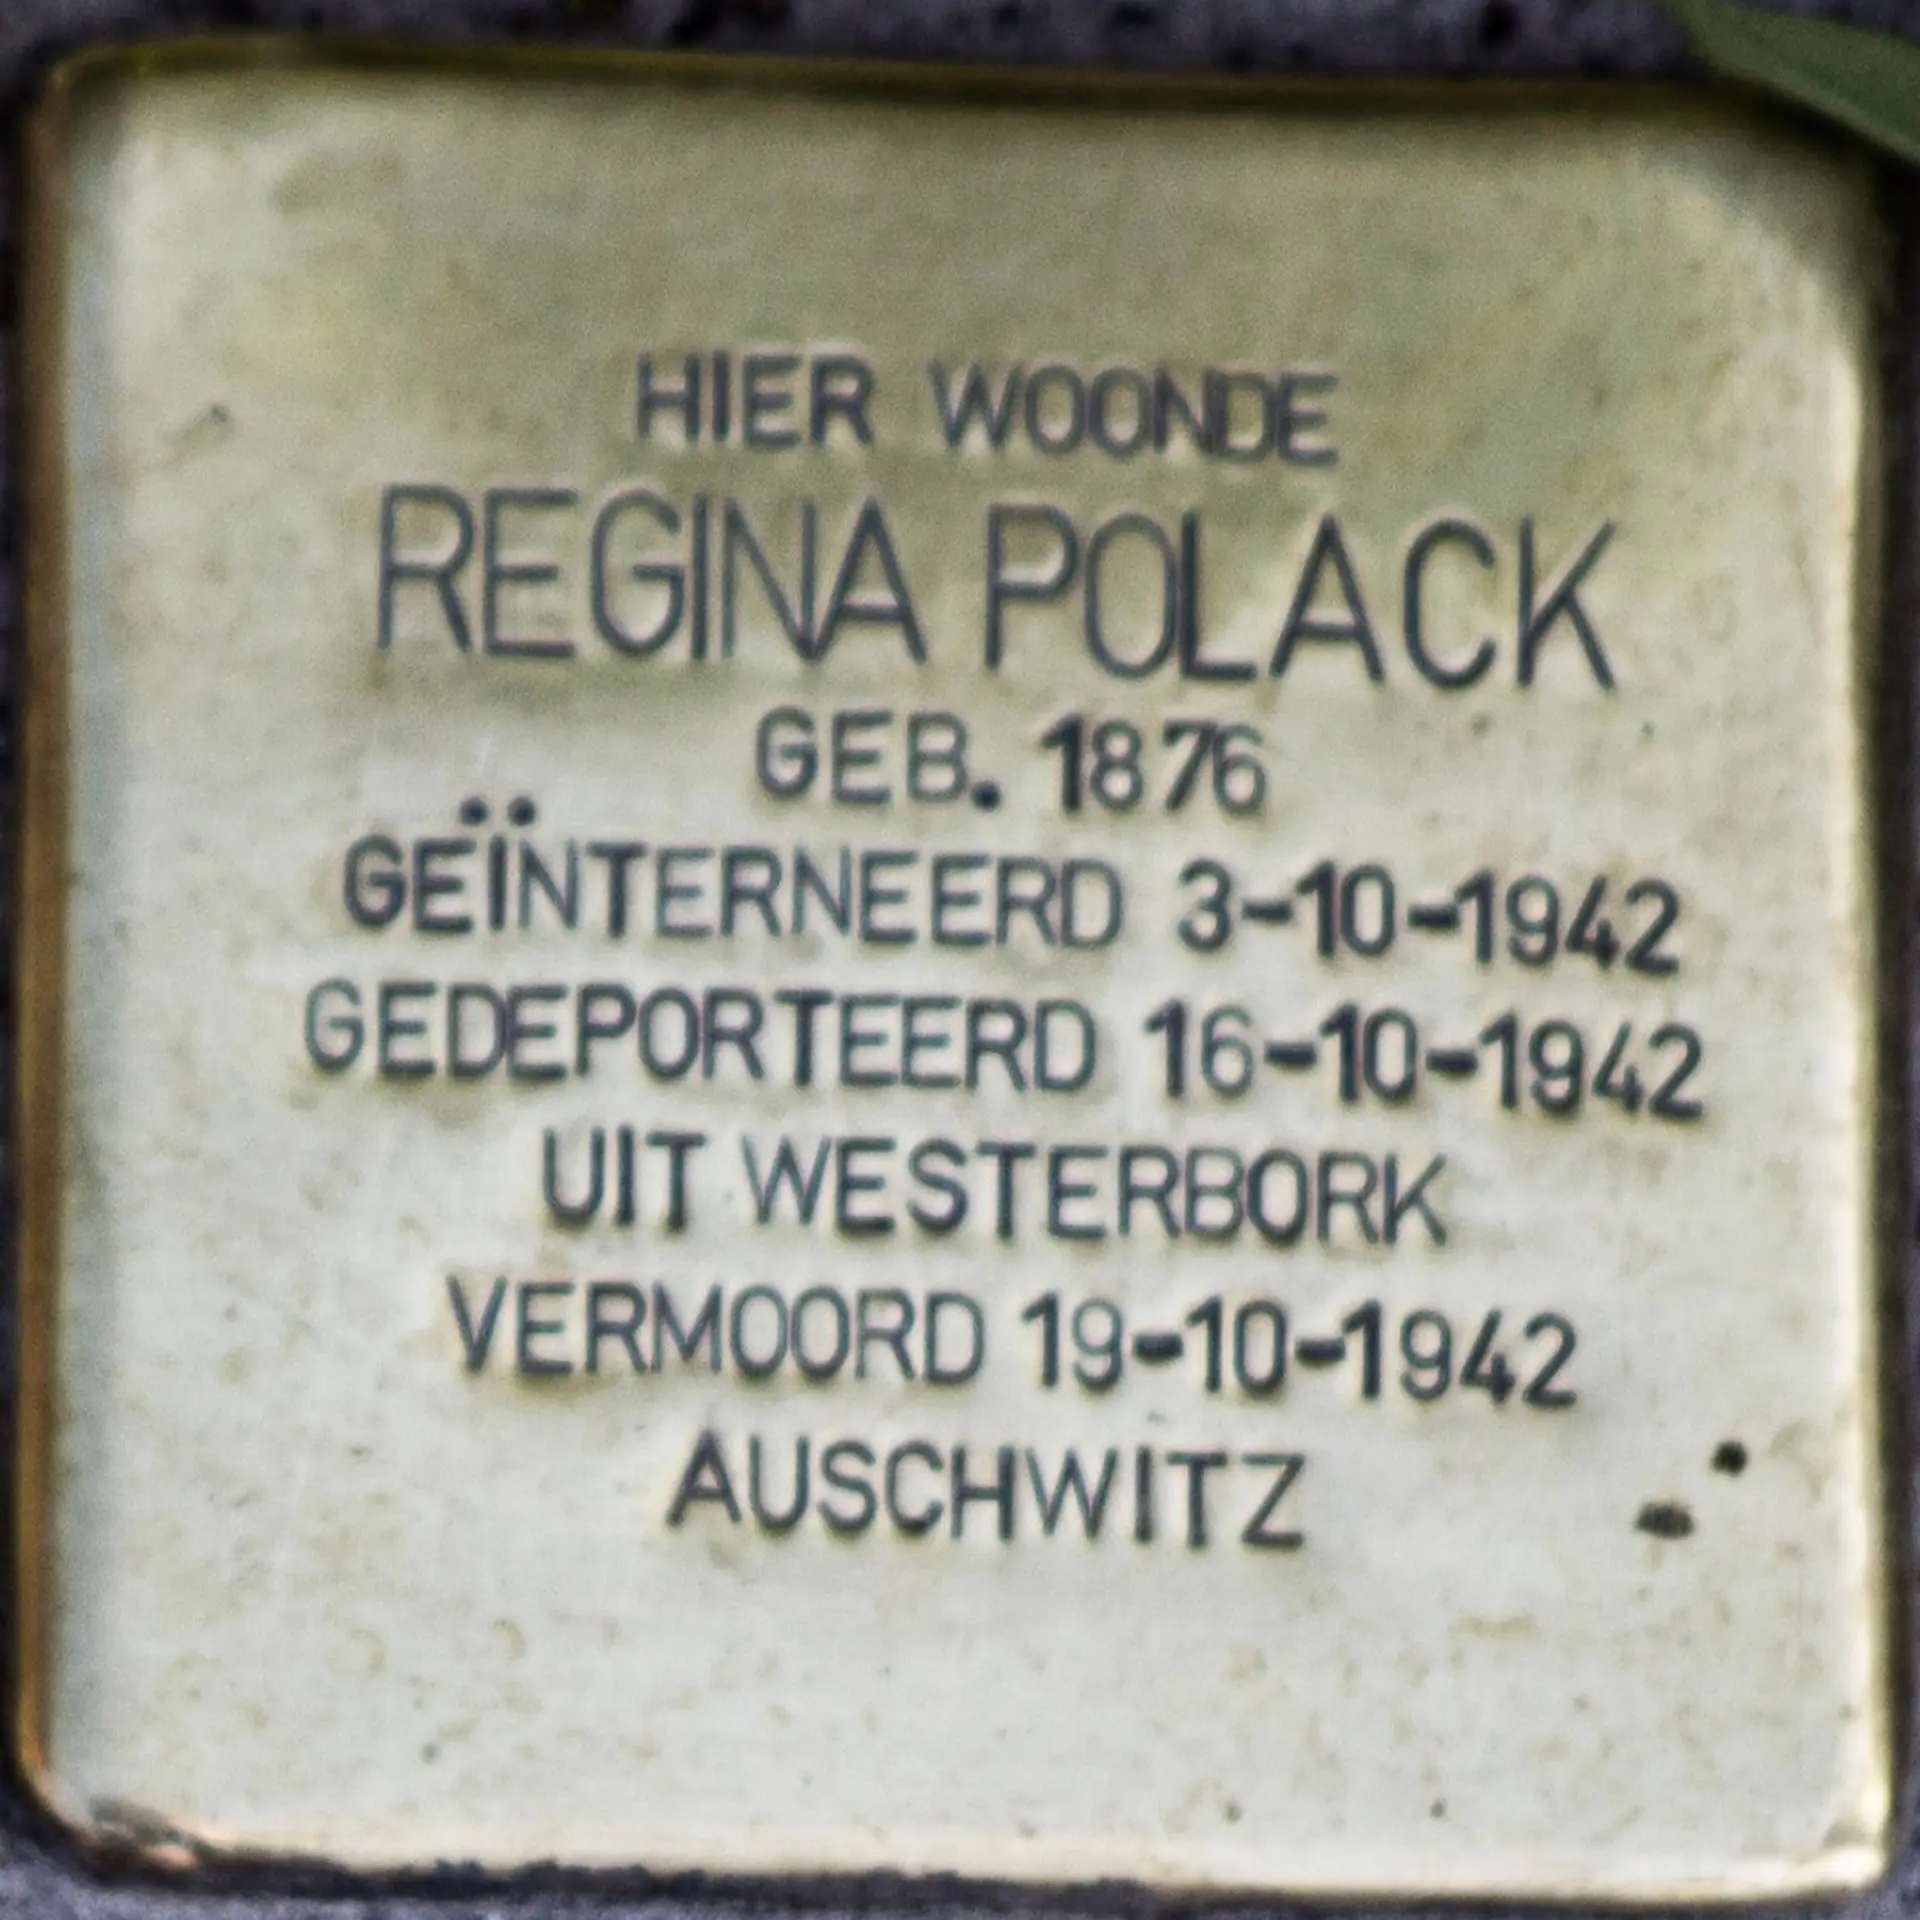 HIER WOONDE
REGINA POLACK
GEB. 1876
GEÏNTERNEERD 3-10-1942
GEDEPORTEERD 16-10-1942
UIT WESTERBORK
VERMOORD 19-10-1942
AUSCHWITZ